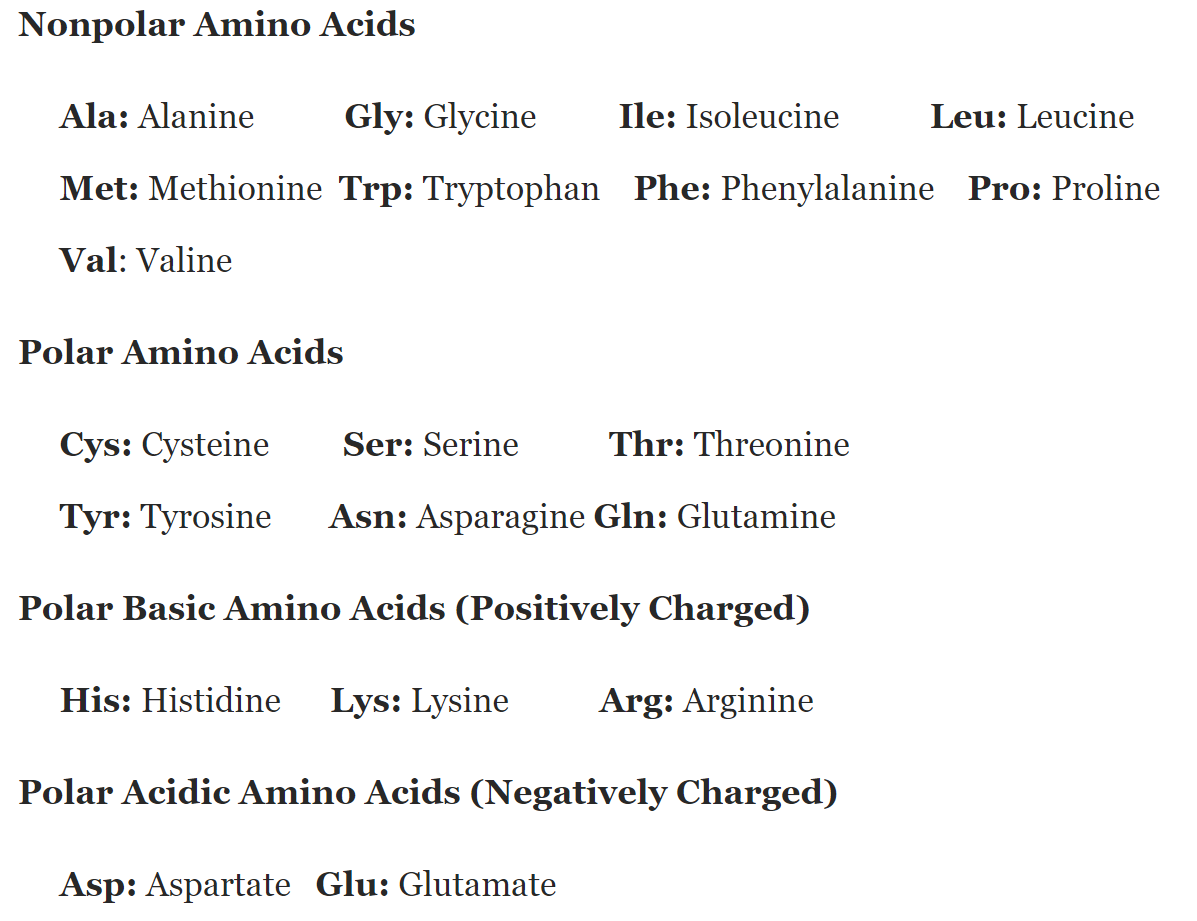 Nonpolar Amino Acids
Ala: Alanine Gly: Glycine Ile: Isoleucine Leu: Leucine
Met: Methionine Trp: Tryptophan Phe: Phenylalanine Pro: Proline
Val: Valine
Polar Amino Acids
Cys: Cysteine Ser: Serine Thr: Threonine
Tyr: Tyrosine Asn: Asparagine Gln: Glutamine
Polar Basic Amino Acids (Positively Charged)
His: Histidine Lys: Lysine Arg: Arginine
Polar Acidic Amino Acids (Negatively Charged)
Asp: Aspartate Glu: Glutamate